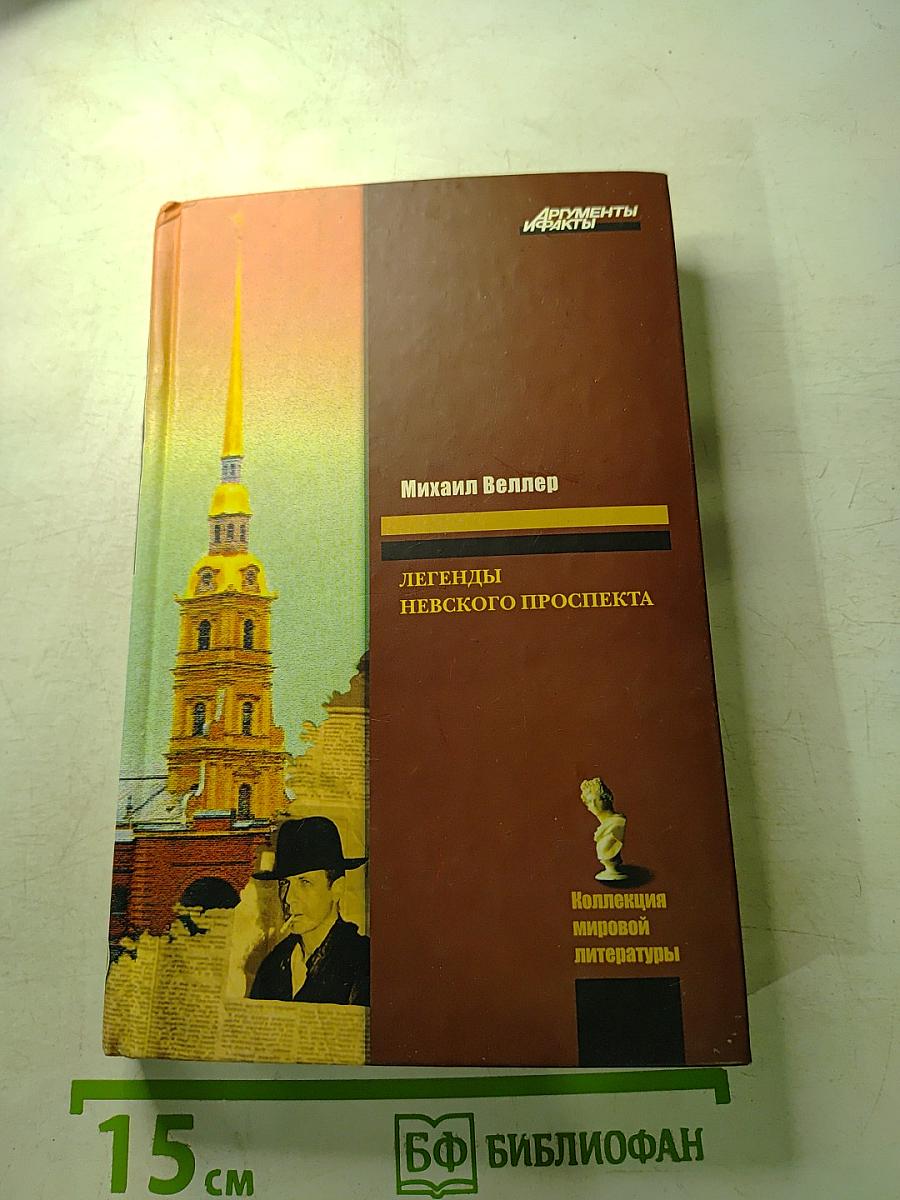 АРГУМЕНТЫ
И ФАКТЫ
Михаил Веллер
ЛЕГЕНДЫ
НЕВСКОГО ПРОСПЕКТА
Коллекция
мировой
литературы
15 см
БФ БИБЛИОФАН